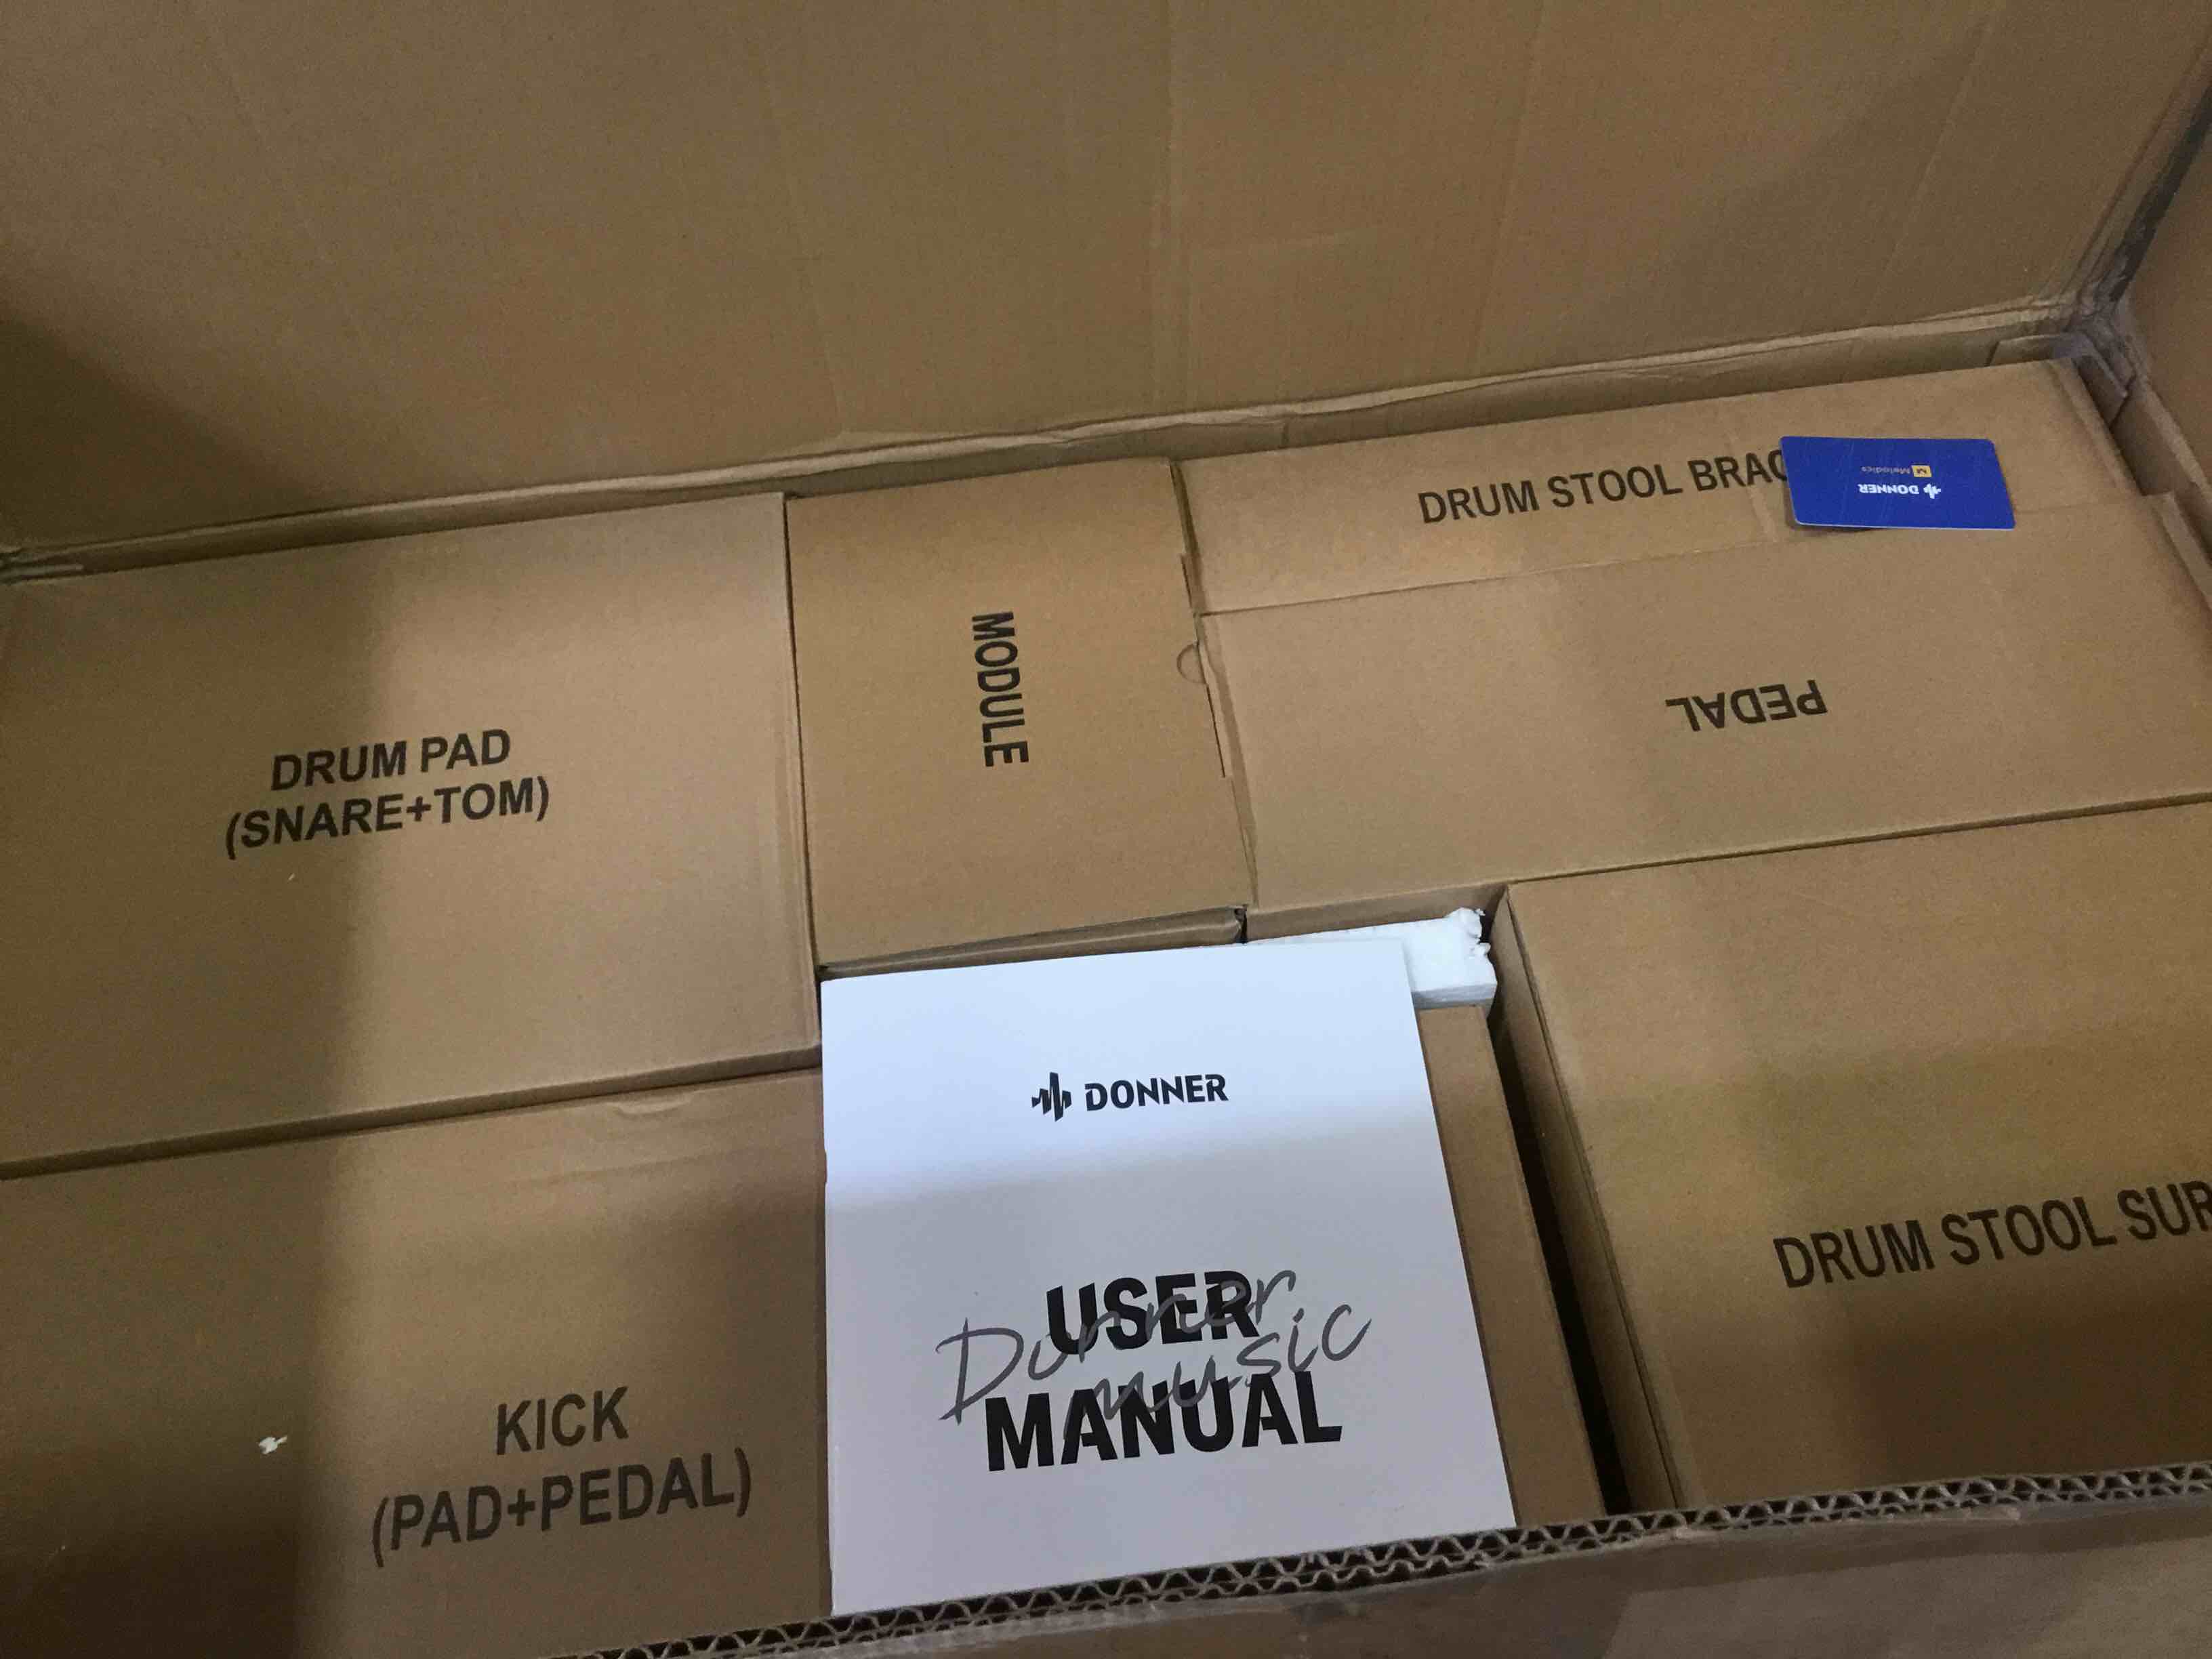 DRUM STOOL BRAC
DONNER
Melodics
MODULE
PEDAL
DRUM PAD
(SNARE+TOM)
DONNER
DRUM STOOL SUR
USER
MANUAL
Donner
music
KICK
(PAD+PEDAL)